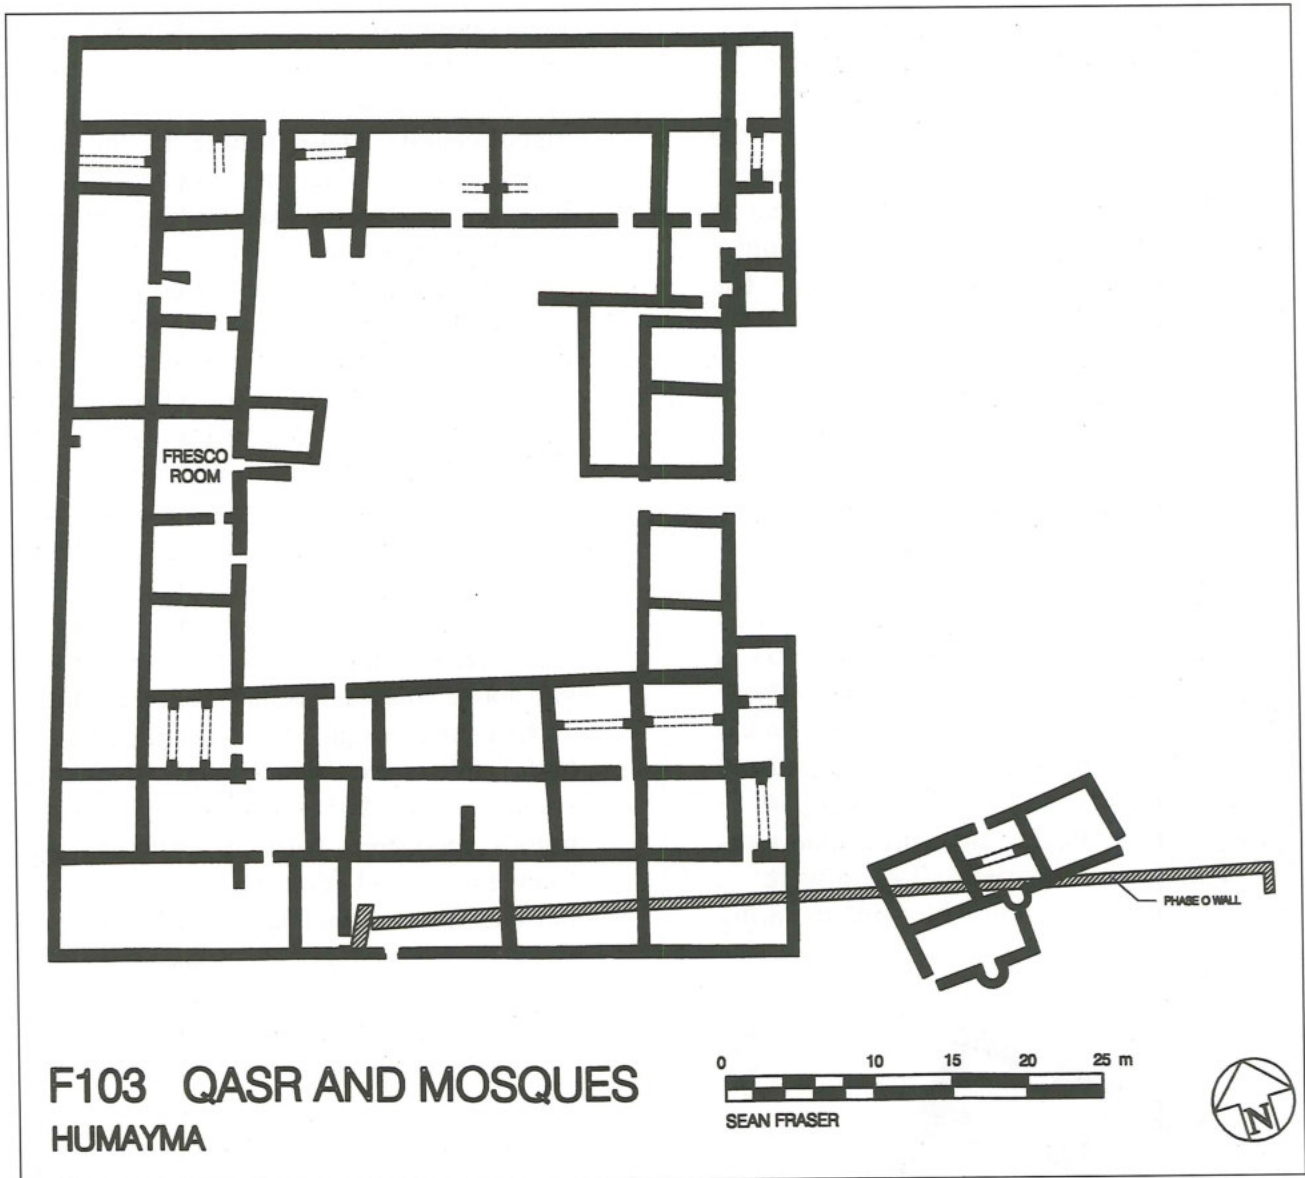 FRESCO
ROOM
PHASE O WALL
F103 QASR AND MOSQUES
HUMAYMA
0 10 15 20 25 m
SEAN FRASER
N